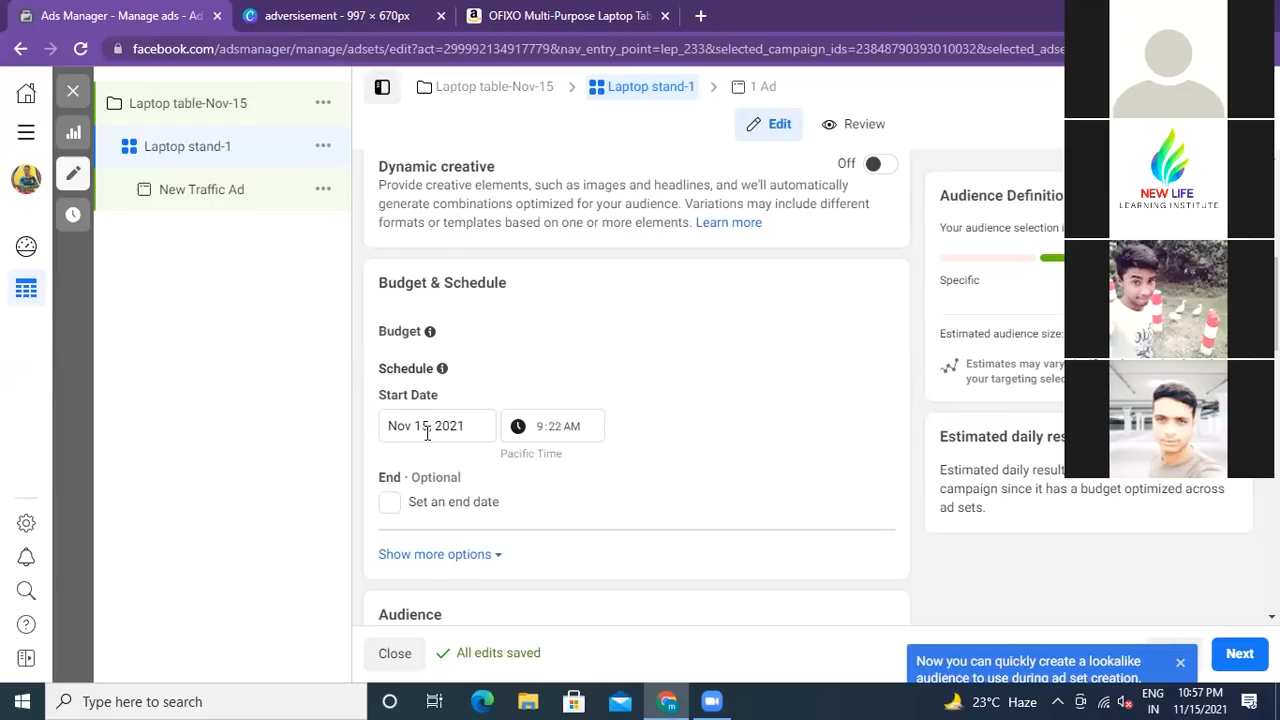 Ads Manager - Manage ads - Ad
adversisement - 997 × 670px
OFIXO Multi-Purpose Laptop Tab
facebook.com/adsmanager/manage/adsets/edit?act=299992134917779&nav_entry_point=lep_233&selected_campaign_ids=23848790393010032&selected_adse
Laptop table-Nov-15
Laptop stand-1
New Traffic Ad
Laptop table-Nov-15
Laptop stand-1
1 Ad
Edit
Review
Dynamic creative
Off
Provide creative elements, such as images and headlines, and we'll automatically
generate combinations optimized for your audience. Variations may include different
formats or templates based on one or more elements. Learn more
Budget & Schedule
Budget
Schedule
Start Date
Nov 15, 2021
9:22 AM
Pacific Time
End · Optional
Set an end date
Show more options
Audience
Close
All edits saved
Audience Definitio
Your audience selection i
Specific
Estimated audience size:
Estimates may vary
your targeting selec
Estimated daily res
Estimated daily result
campaign since it has a budget optimized across
ad sets.
Now you can quickly create a lookalike
audience to use during ad set creation.
Next
NEW LIFE
LEARNING INSTITUTE
Type here to search
23°C Haze
ENG
IN
10:57 PM
11/15/2021